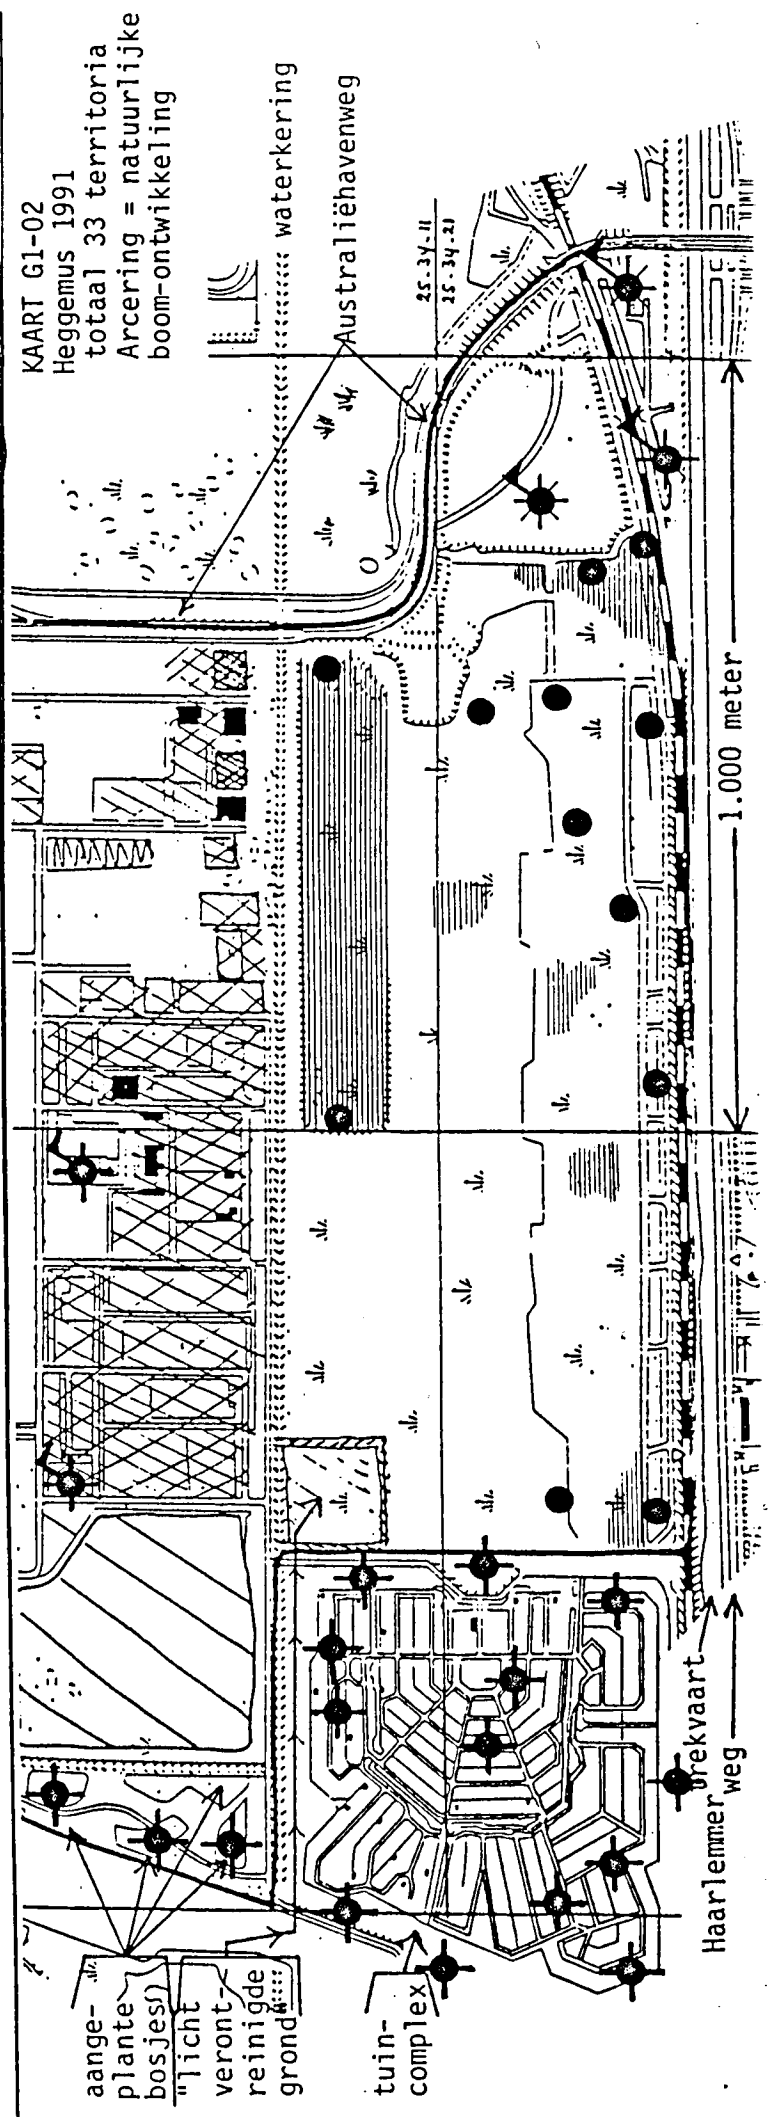 KAART G1-02
Heggemus 1991
totaal 33 territoria
Arcering = natuurlijke
boom-ontwikkeling
waterkering
Australiëhavenweg
25-34-11
25-34-21
1.000 meter
Haarlemmer
trekvaart
weg
aange-
plante
bosjes
"licht
veront-
reinigde
grond"
tuin-
complex